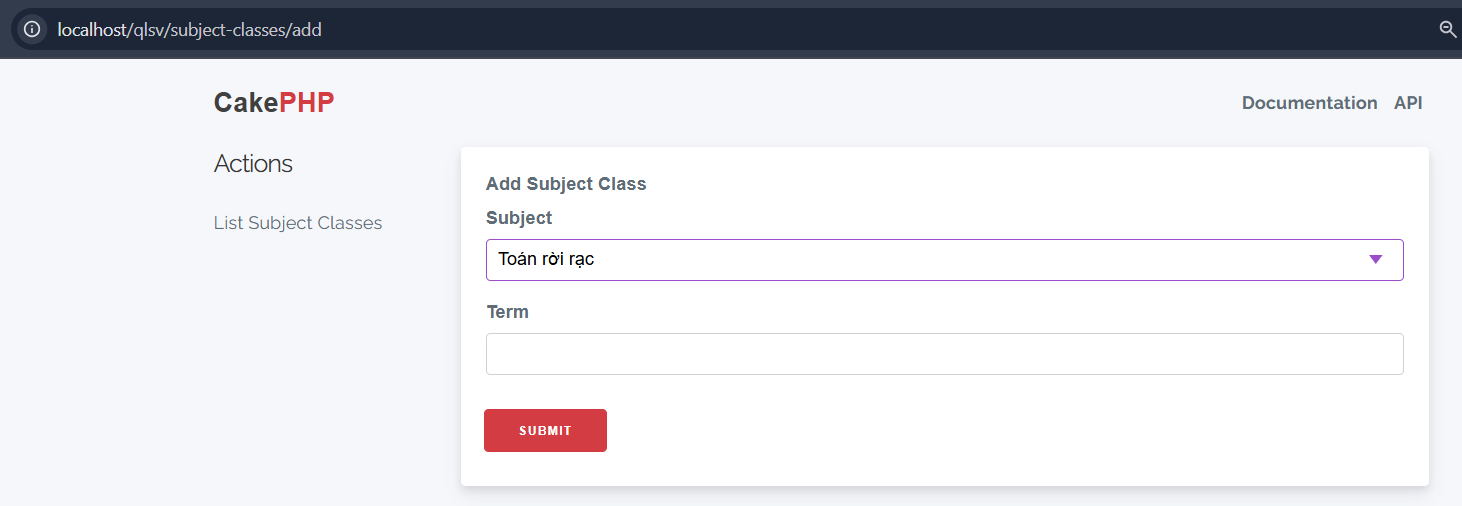 localhost/qlsv/subject-classes/add
CakePHP
Documentation API
Actions
List Subject Classes
Add Subject Class
Subject
Toán rời rạc
Term
SUBMIT